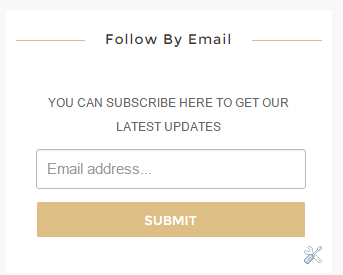 Follow By Email
YOU CAN SUBSCRIBE HERE TO GET OUR
LATEST UPDATES
Email address...
SUBMIT